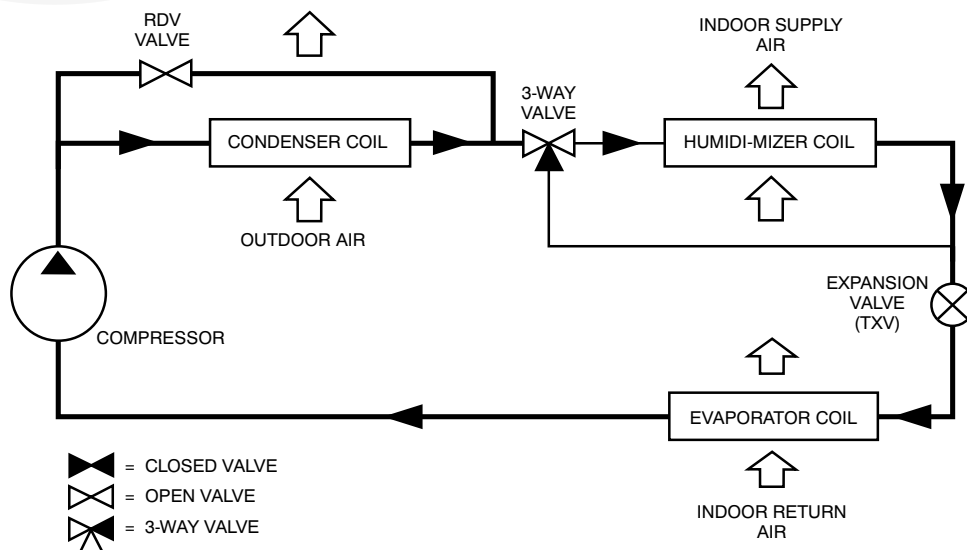 RDV
VALVE
INDOOR SUPPLY
AIR
3-WAY
VALVE
CONDENSER COIL
HUMIDI-MIZER COIL
OUTDOOR AIR
EXPANSION
VALVE
(TXV)
COMPRESSOR
EVAPORATOR COIL
= CLOSED VALVE
= OPEN VALVE
= 3-WAY VALVE
INDOOR RETURN
AIR